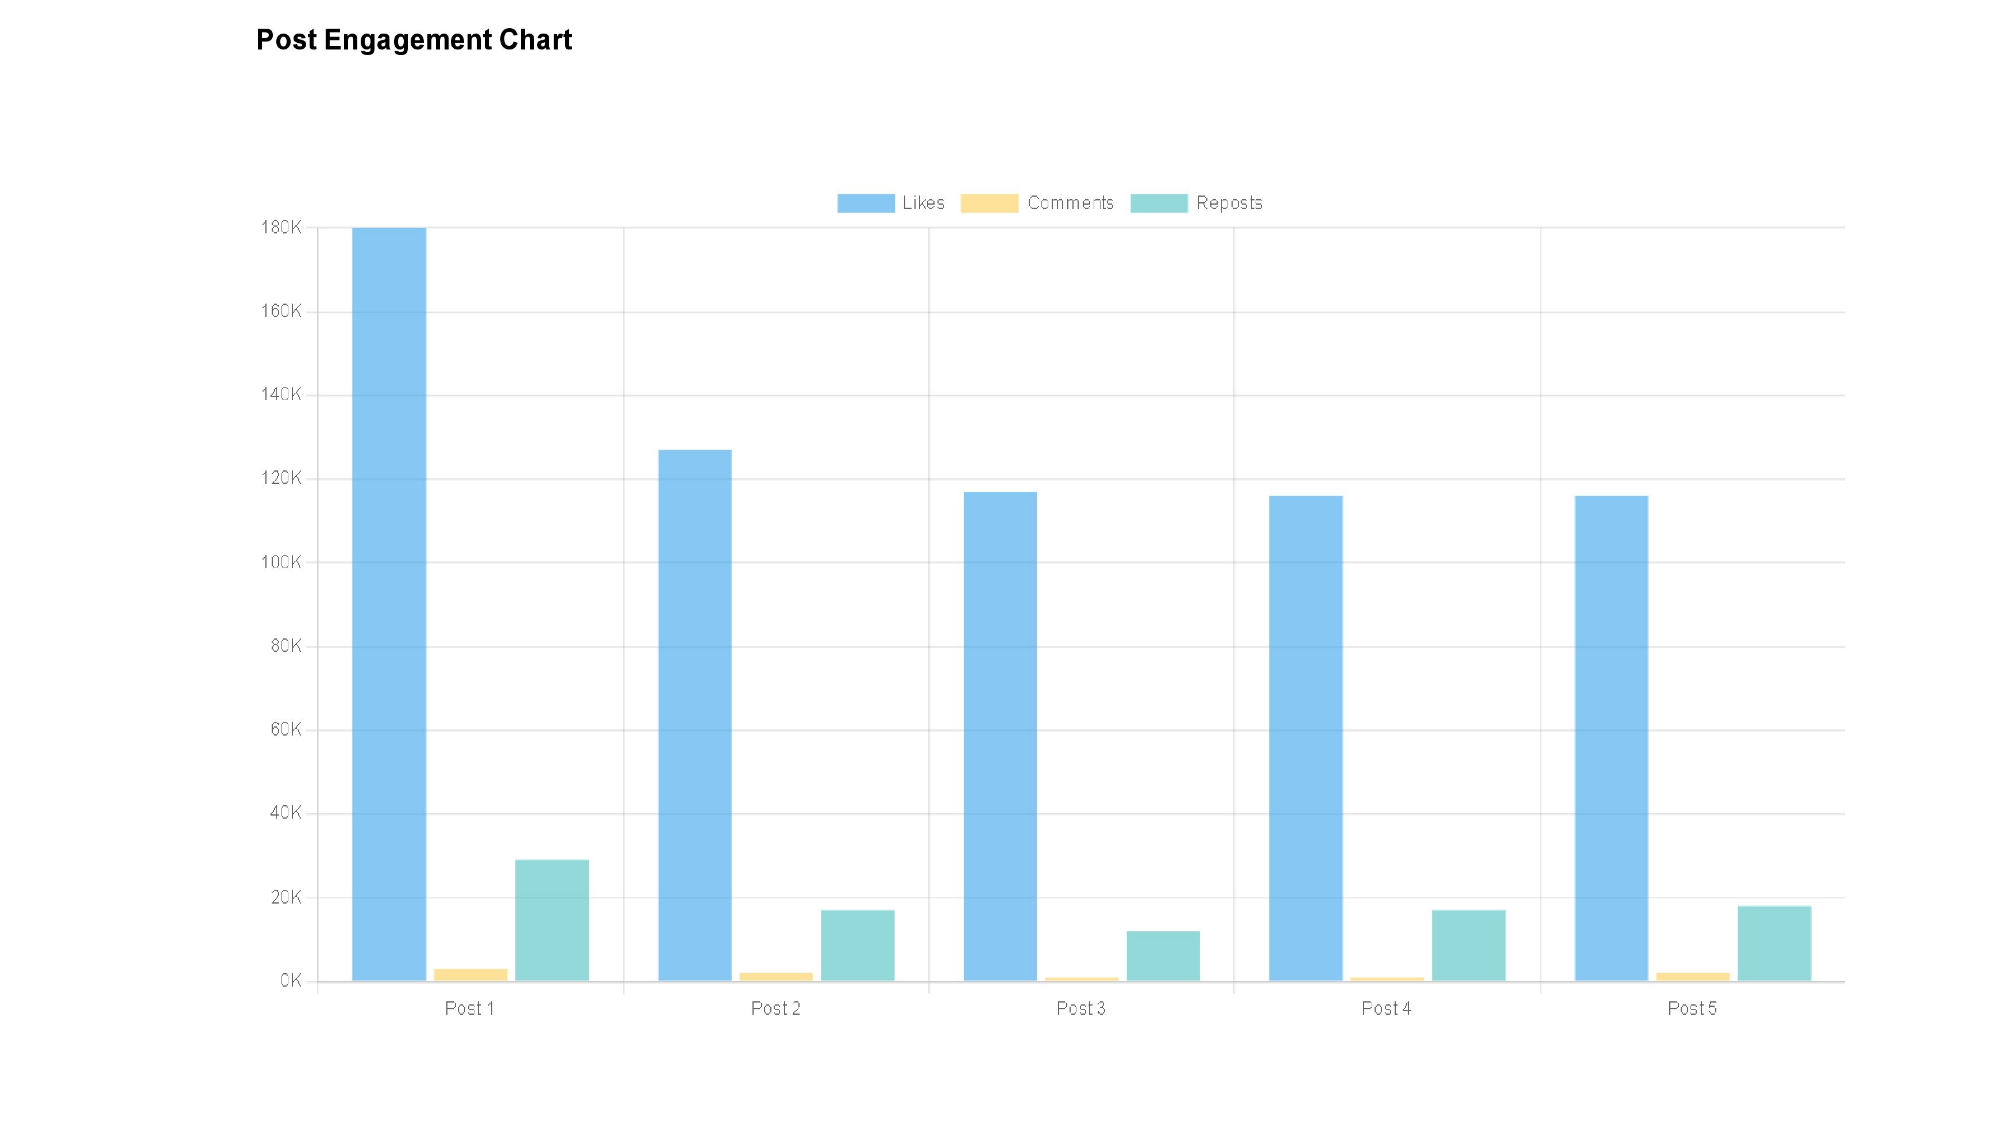 Post Engagement Chart
Likes Comments Reposts
180K
160K
140K
120K
100K
80K
60K
40K
20K
0K
Post 1 Post 2 Post 3 Post 4 Post 5